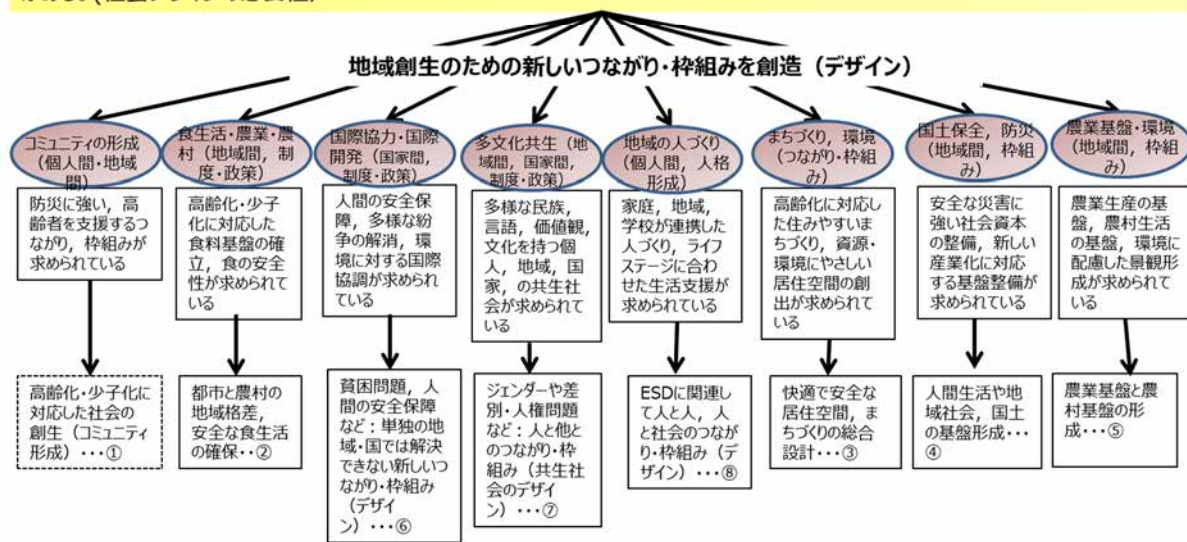 地域創生のための新しいつながり・枠組みを創造（デザイン）
コミュニティの形成
（個人間・地域
間）
食生活・農業・農
村（地域間，制
度・政策）
国際協力・国際
開発（国家間，
制度・政策）
多文化共生（地
域間，国家間，
制度・政策）
地域の人づくり
（個人間，人格
形成）
まちづくり，環境
（つながり・枠組
み）
国土保全，防災
（地域間，枠組
み）
農業基盤・環境
（地域間，枠組
み）
防災に強い，高
齢者を支援するつ
ながり，枠組みが
求められている
高齢化・少子
化に対応した
食料基盤の確
立，食の安全
性が求められて
いる
人間の安全保
障，多様な紛
争の解消，環
境に対する国際
協調が求められ
ている
多様な民族，
言語，価値観，
文化を持つ個
人，地域，国
家，の共生社
会が求められて
いる
家庭，地域，
学校が連携した
人づくり，ライフ
ステージに合わ
せた生活支援が
求められている
高齢化に対応し
た住みやすいま
ちづくり，資源・
環境にやさしい
居住空間の創
出が求められて
いる
安全な災害に
強い社会資本
の整備，新しい
産業化に対応
する基盤整備が
求められている
農業生産の基
盤，農村生活
の基盤，環境に
配慮した景観形
成が求められて
いる
高齢化・少子化に
対応した社会の
創生（コミュニティ
形成）・・・①
都市と農村の
地域格差，
安全な食生活
の確保・・②
貧困問題，人
間の安全保障
など：単独の地
域・国では解決
できない新しいつ
ながり・枠組み
（デザイ
ン）・・・⑥
ジェンダーや差
別・人権問題
など：人と他と
のつながり・枠
組み（共生社
会のデザイ
ン）・・・⑦
ESDに関連し
て人と人，人
と社会のつなが
り・枠組み（デ
ザイン）・・・⑧
快適で安全な
居住空間，ま
ちづくりの総合
設計・・・③
人間生活や地
域社会，国土
の基盤形成・・・
④
農業基盤と農
村基盤の形
成・・・⑤